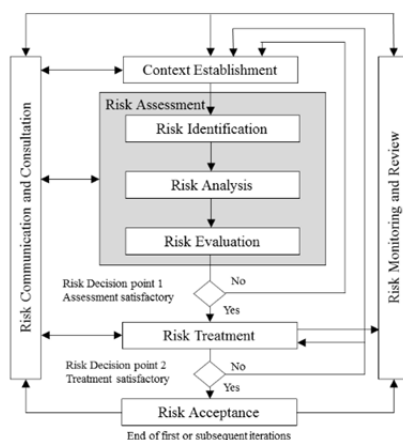 Context Establishment
Risk Assessment
Risk Identification
Risk Analysis
Risk Evaluation
Risk Communication and Consultation
Risk Monitoring and Review
Risk Decision point 1
Assessment satisfactory
No
Yes
Risk Treatment
Risk Decision point 2
Treatment satisfactory
No
Yes
Risk Acceptance
End of first or subsequent iterations